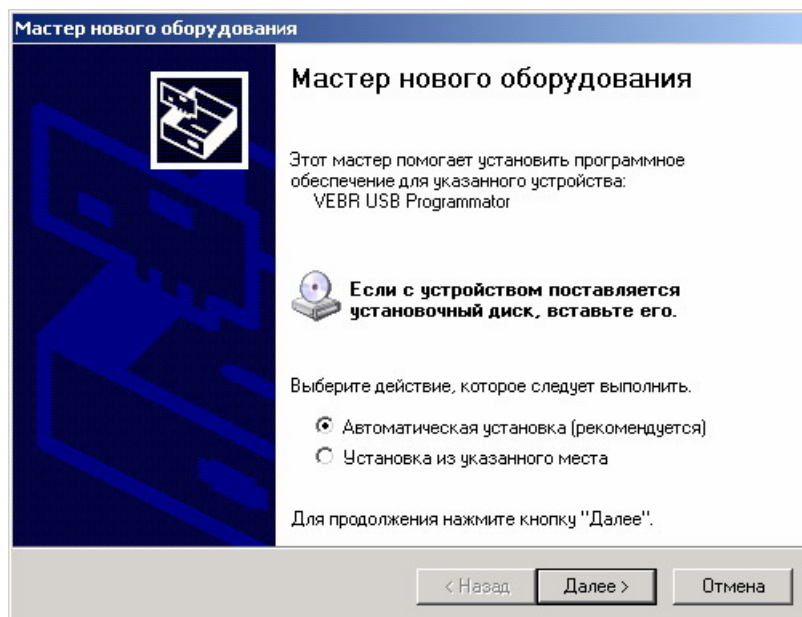 Мастер нового оборудования
Мастер нового оборудования
Этот мастер помогает установить программное
обеспечение для указанного устройства:
VEBR USB Programmator
Если с устройством поставляется
установочный диск, вставьте его.
Выберите действие, которое следует выполнить.
Автоматическая установка (рекомендуется)
Установка из указанного места
Для продолжения нажмите кнопку "Далее".
< Назад Далее > Отмена